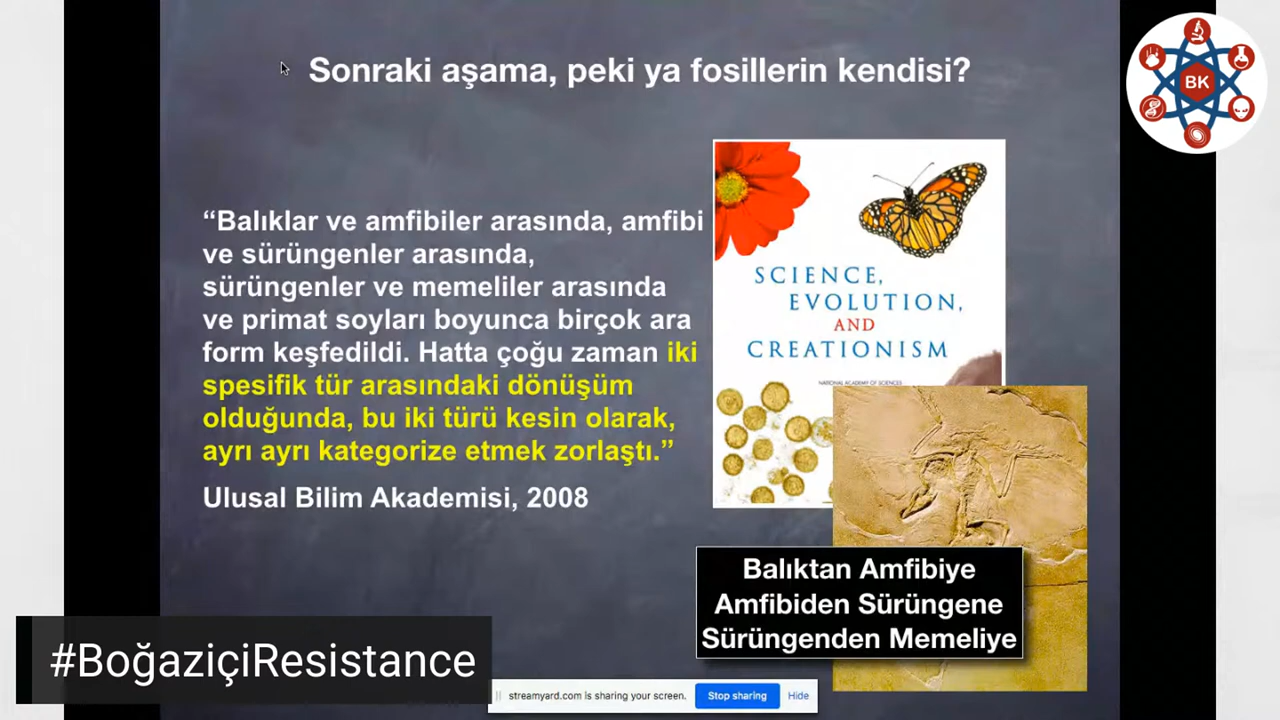 Sonraki aşama, peki ya fosillerin kendisi?
BK
“Balıklar ve amfibiler arasında, amfibi
ve sürüngenler arasında,
sürüngenler ve memeliler arasında
ve primat soyları boyunca birçok ara
form keşfedildi. Hatta çoğu zaman iki
spesifik tür arasındaki dönüşüm
olduğunda, bu iki türü kesin olarak,
ayrı ayrı kategorize etmek zorlaştı.”
Ulusal Bilim Akademisi, 2008
SCIENCE,
EVOLUTION,
AND
CREATIONISM
NATIONAL ACADEMY OF SCIENCES
Balıktan Amfibiye
Amfibiden Sürüngene
Sürüngenden Memeliye
#BoğaziçiResistance
streamyard.com is sharing your screen. Stop sharing Hide